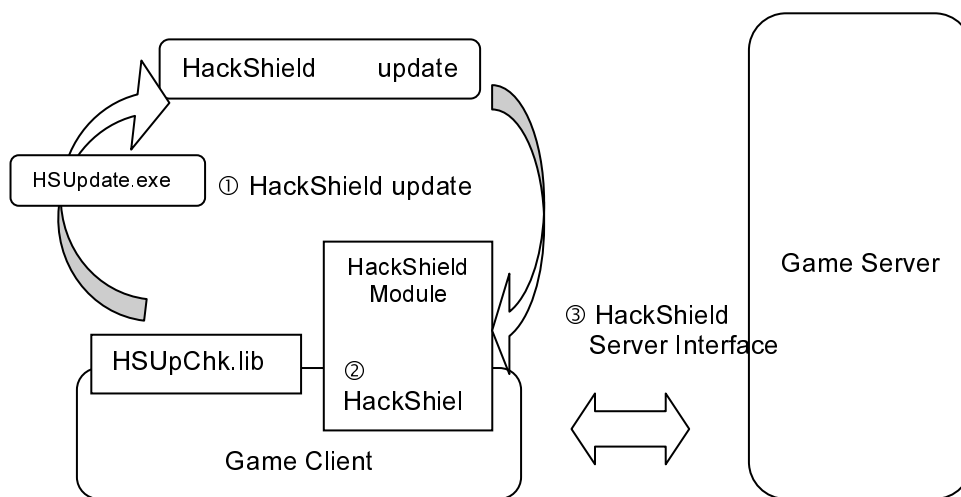 HackShield update
HSUpdate.exe
① HackShield update
HackShield
Module
Game Server
③ HackShield
Server Interface
HSUpChk.lib
②
HackShiel
Game Client